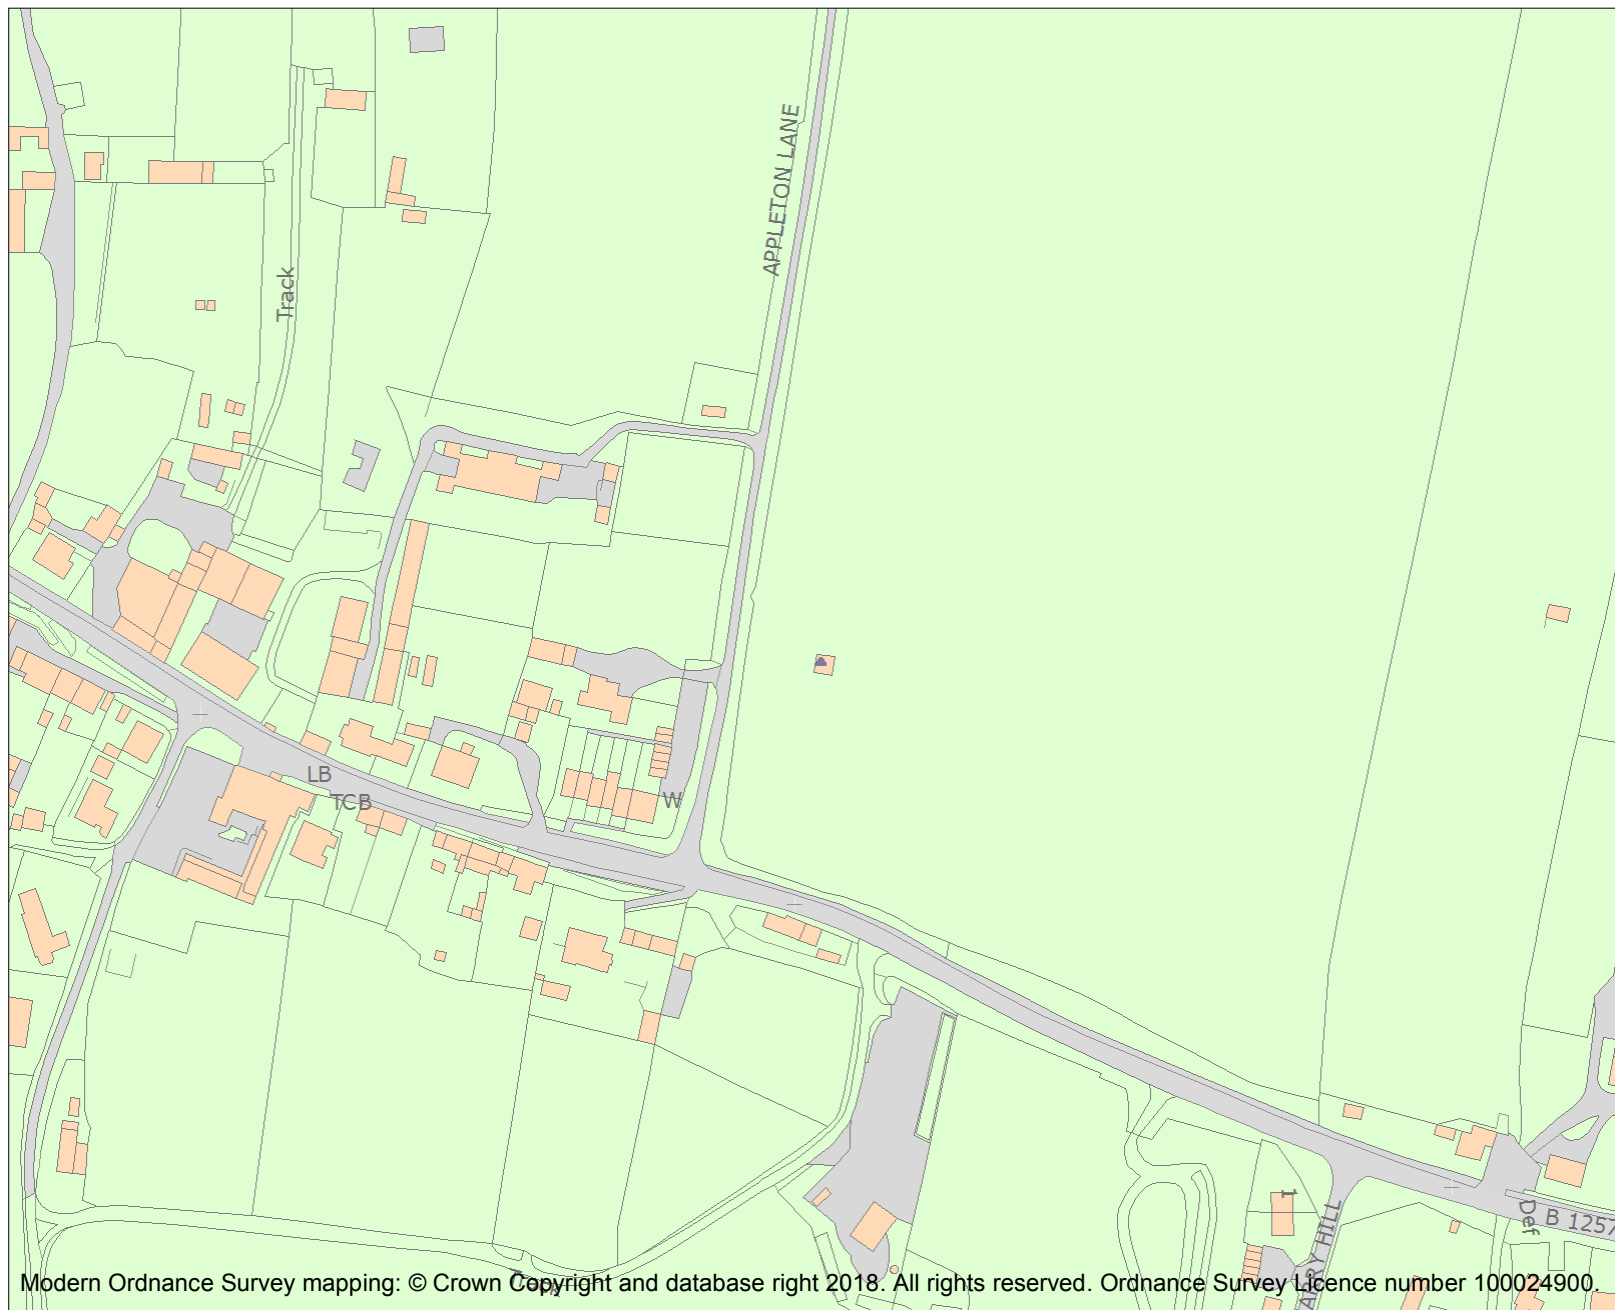 APPLETON LANE
Track
LB
TCB
W
1
Def
B 1257
Modern Ordnance Survey mapping: © Crown Copyright and database right 2018. All rights reserved. Ordnance Survey Licence number 100024900.